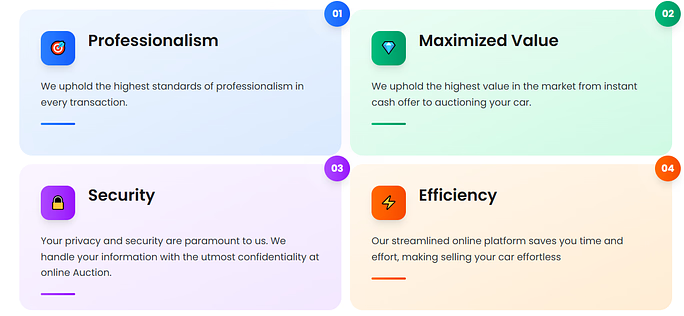 01
Professionalism
We uphold the highest standards of professionalism in
every transaction.
02
Maximized Value
We uphold the highest value in the market from instant
cash offer to auctioning your car.
03
Security
Your privacy and security are paramount to us. We
handle your information with the utmost confidentiality at
online Auction.
04
Efficiency
Our streamlined online platform saves you time and
effort, making selling your car effortless